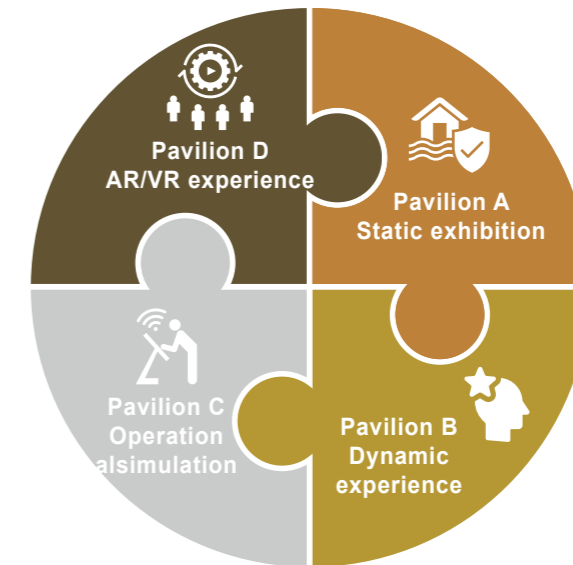 Pavilion D
AR/VR experience
Pavilion A
Static exhibition
Pavilion C
Operation
alsimulation
Pavilion B
Dynamic
experience